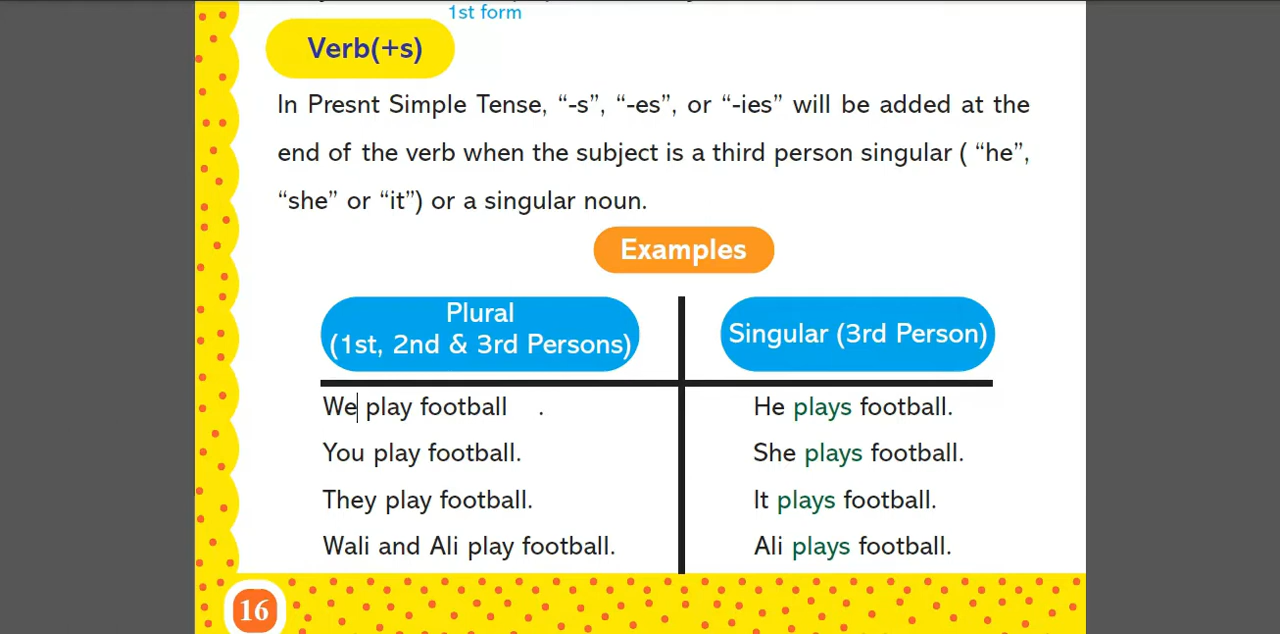 1st form
Verb(+s)
In Presnt Simple Tense, “-s”, “-es”, or “-ies” will be added at the
end of the verb when the subject is a third person singular ( “he”,
“she” or “it”) or a singular noun.
Examples
Plural
(1st, 2nd & 3rd Persons)
Singular (3rd Person)
We play football .
He plays football.
You play football.
She plays football.
They play football.
It plays football.
Wali and Ali play football.
Ali plays football.
16